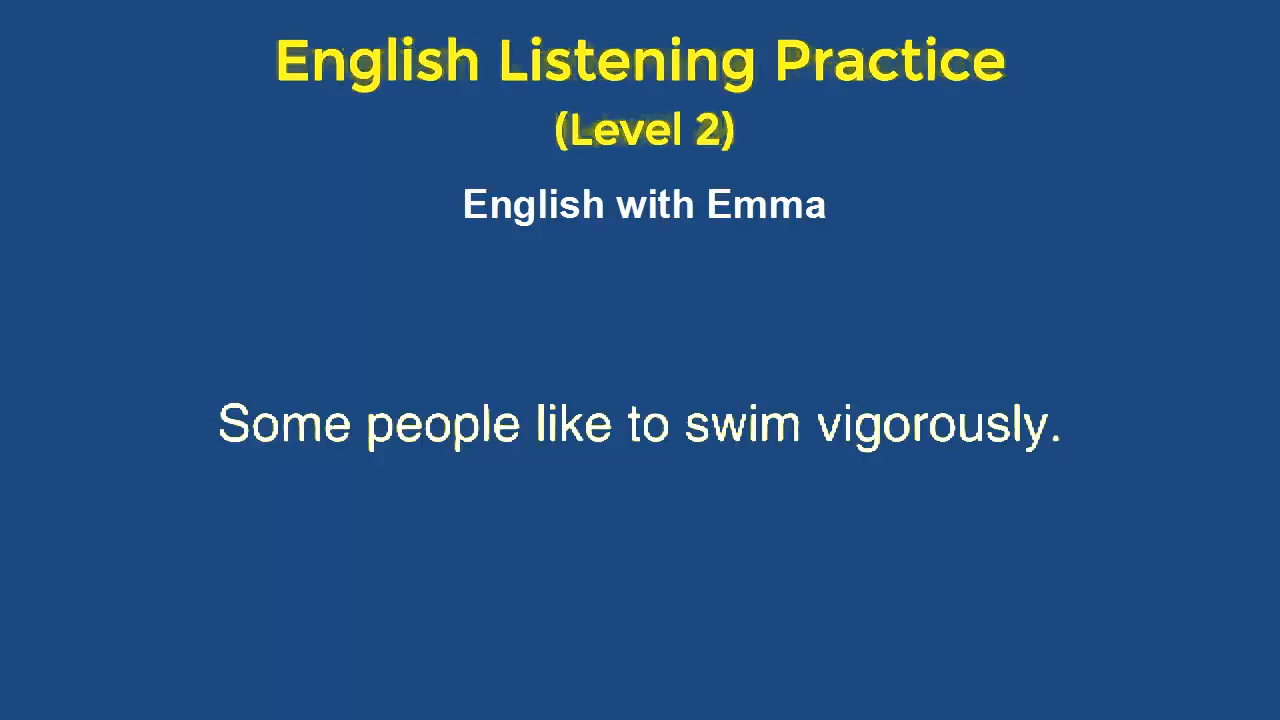 English Listening Practice
(Level 2)
English with Emma
Some people like to swim vigorously.